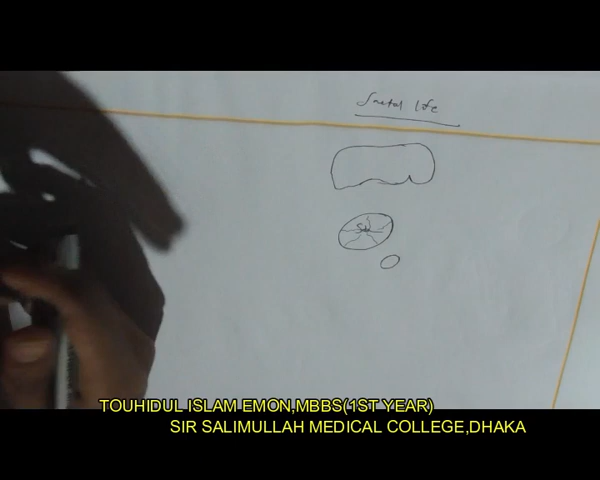 Foetal life
TOUHIDUL ISLAM EMON,MBBS(1ST YEAR)
SIR SALIMULLAH MEDICAL COLLEGE,DHAKA